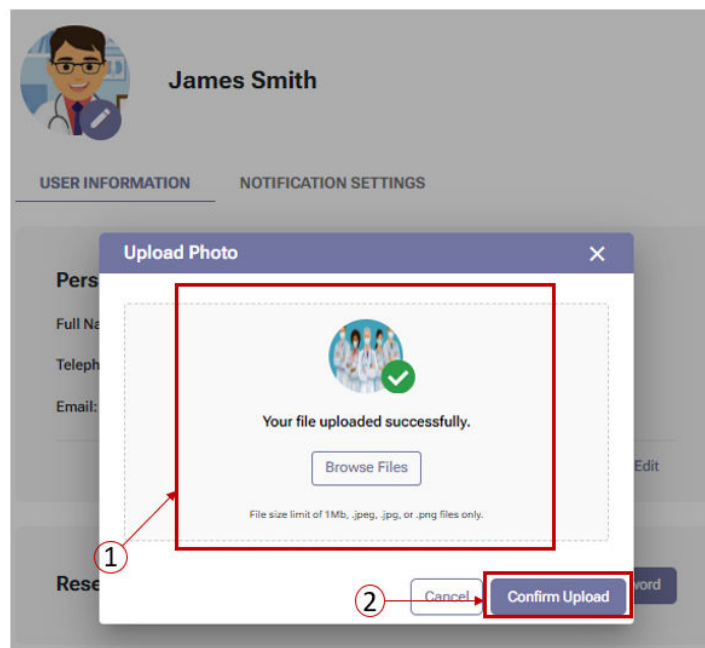 James Smith
USER INFORMATION NOTIFICATION SETTINGS
Upload Photo
Pers
Full Na
Teleph
Email:
Your file uploaded successfully.
Browse Files
Edit
File size limit of 1Mb, .jpeg, .jpg, or .png files only.
1
Rese
2
Cancel
Confirm Upload
word